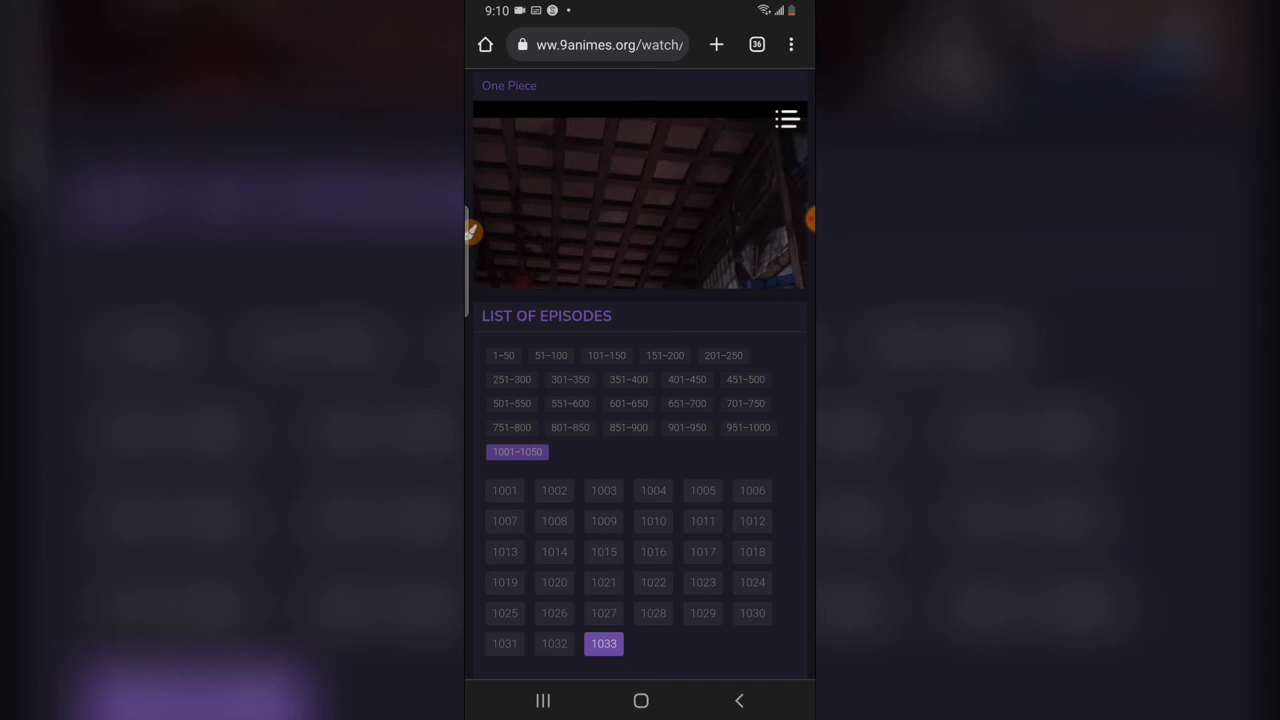 9:10
ww.9animes.org/watch/
36
One Piece
LIST OF EPISODES
1-50 51-100 101-150 151-200 201-250
251-300 301-350 351-400 401-450 451-500
501-550 551-600 601-650 651-700 701-750
751-800 801-850 851-900 901-950 951-1000
1001-1050
1001 1002 1003 1004 1005 1006
1007 1008 1009 1010 1011 1012
1013 1014 1015 1016 1017 1018
1019 1020 1021 1022 1023 1024
1025 1026 1027 1028 1029 1030
1031 1032 1033